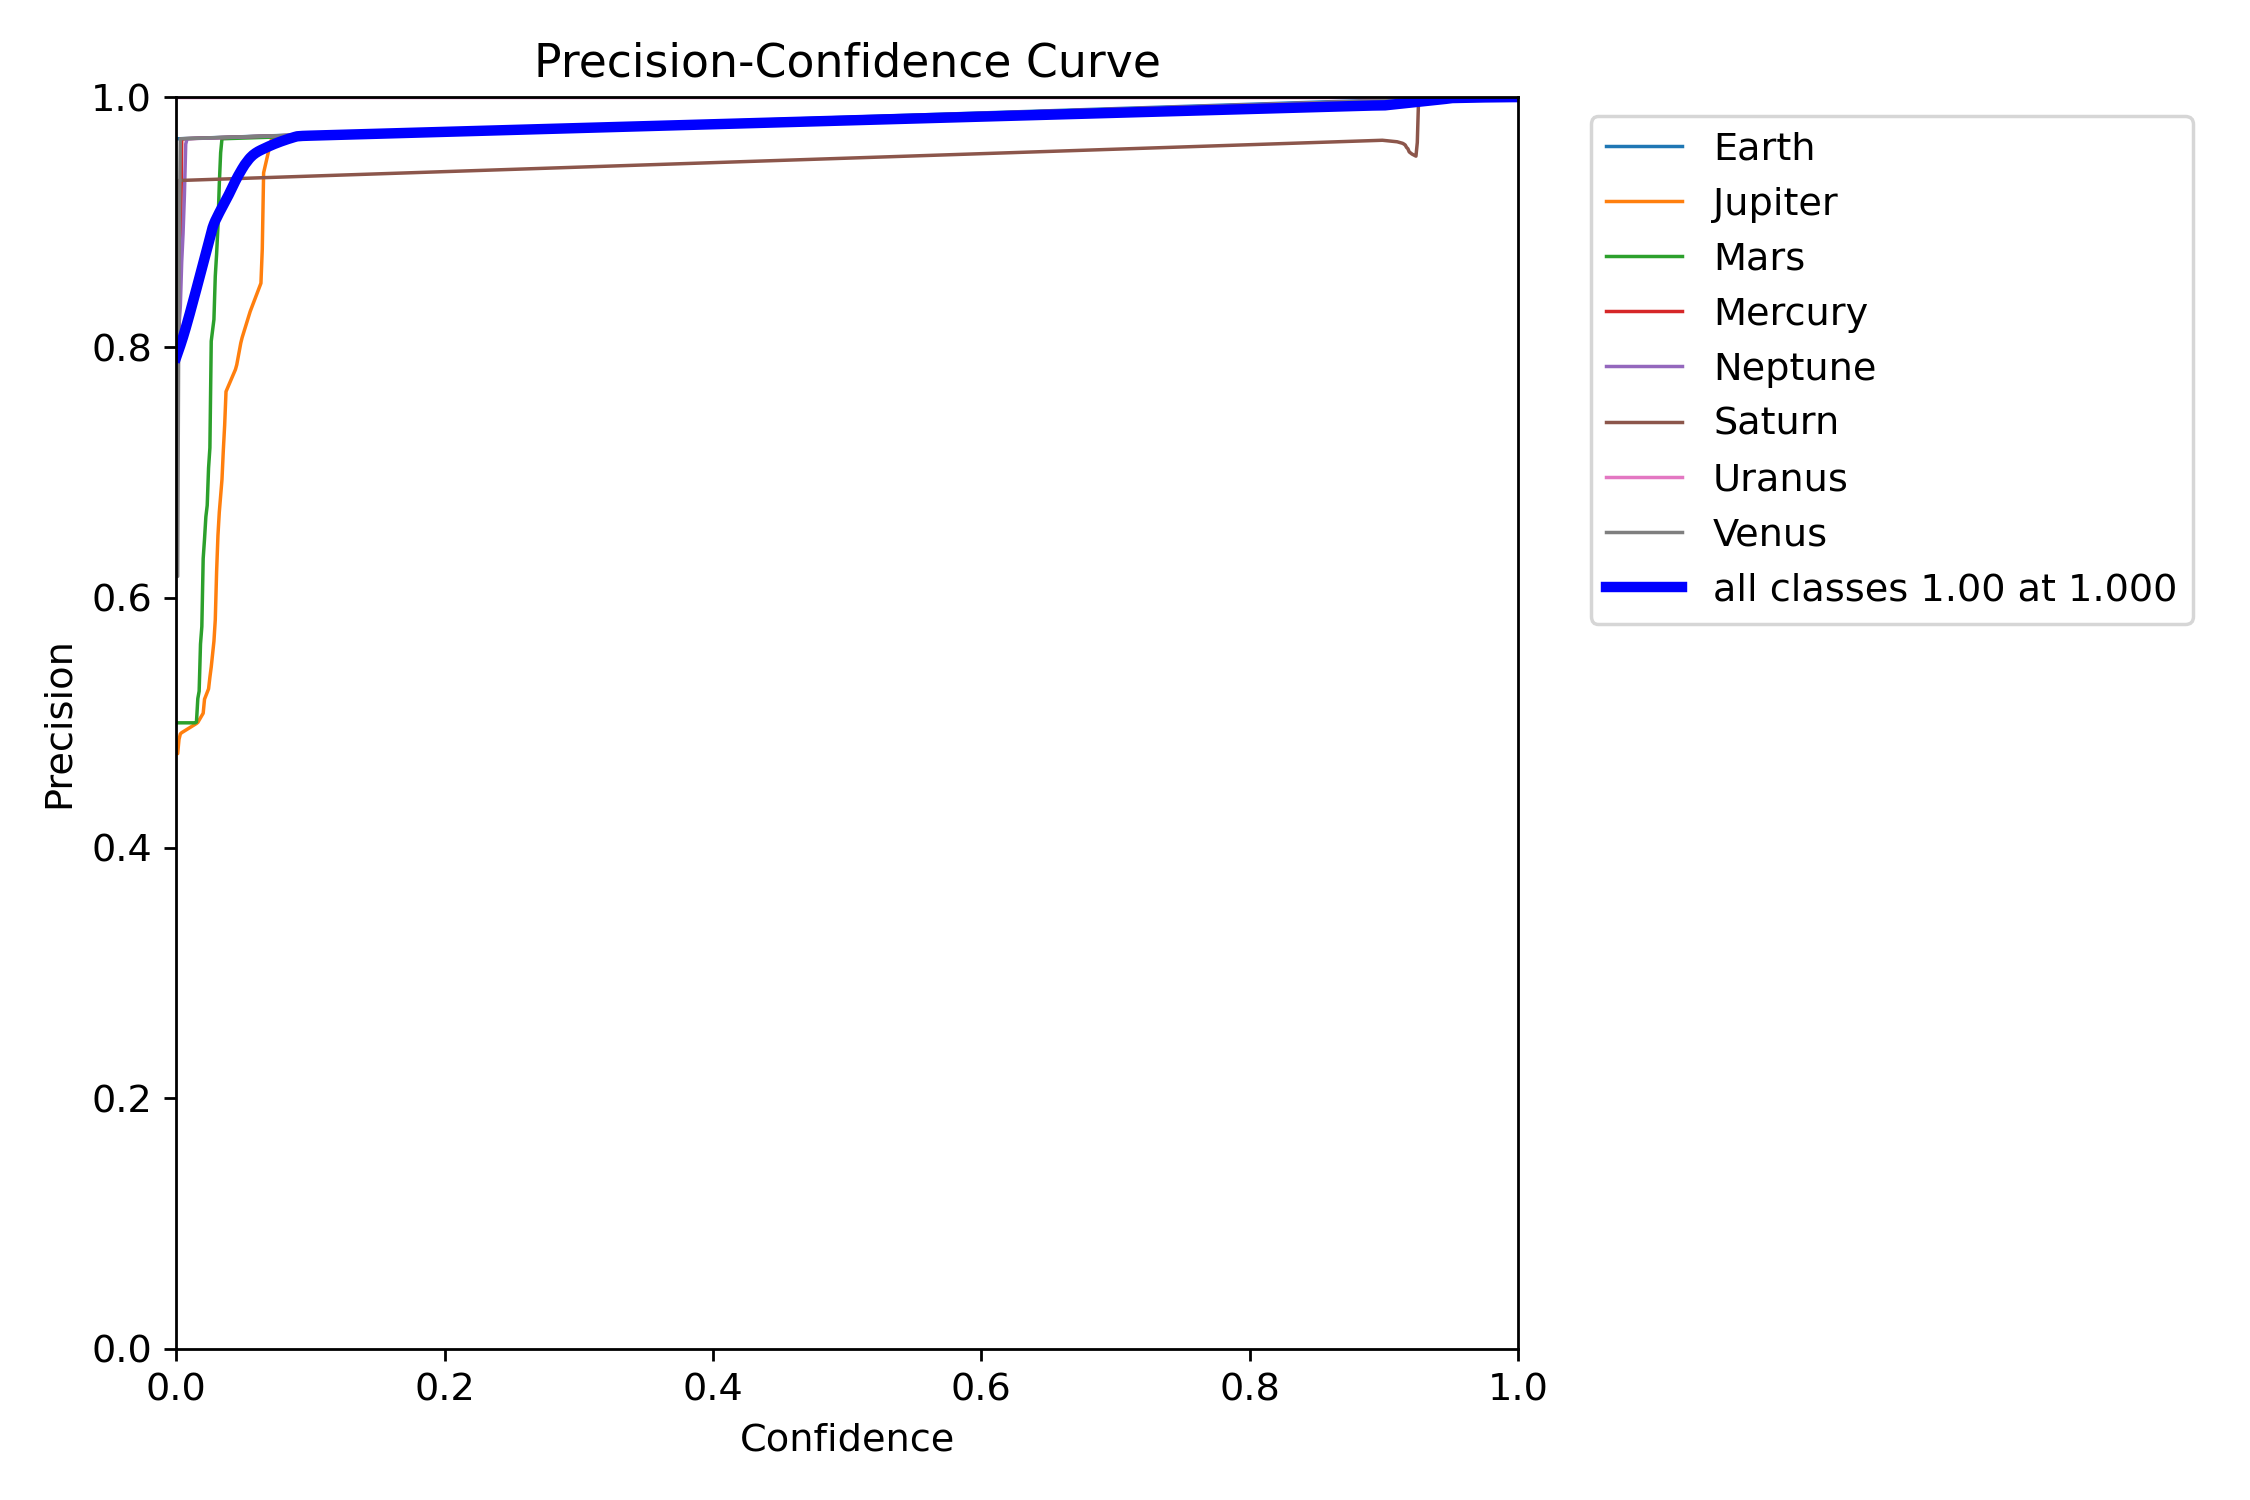 Precision-Confidence Curve
1.0
0.8
0.6
0.4
0.2
0.0
Precision
0.0 0.2 0.4 0.6 0.8 1.0
Confidence
Earth
Jupiter
Mars
Mercury
Neptune
Saturn
Uranus
Venus
all classes 1.00 at 1.000